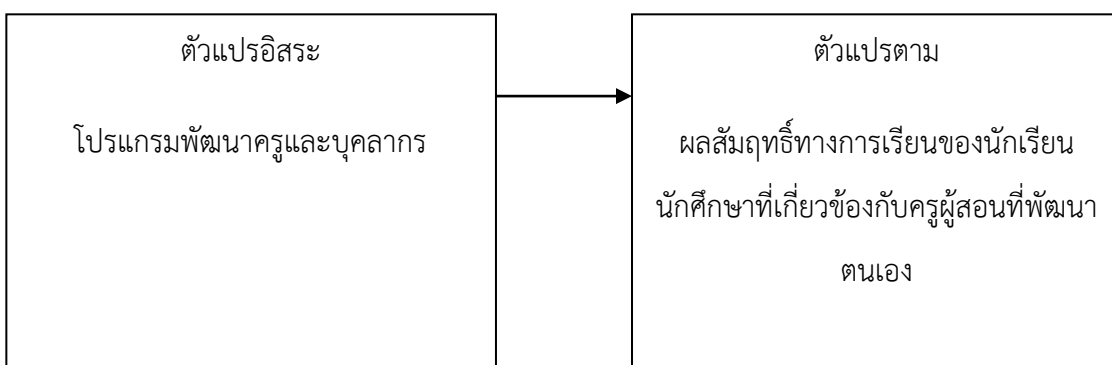 ตัวแปรอิสระ
โปรแกรมพัฒนาครูและบุคลากร
ตัวแปรตาม
ผลสัมฤทธิ์ทางการเรียนของนักเรียน
นักศึกษาที่เกี่ยวข้องกับครูผู้สอนที่พัฒนา
ตนเอง